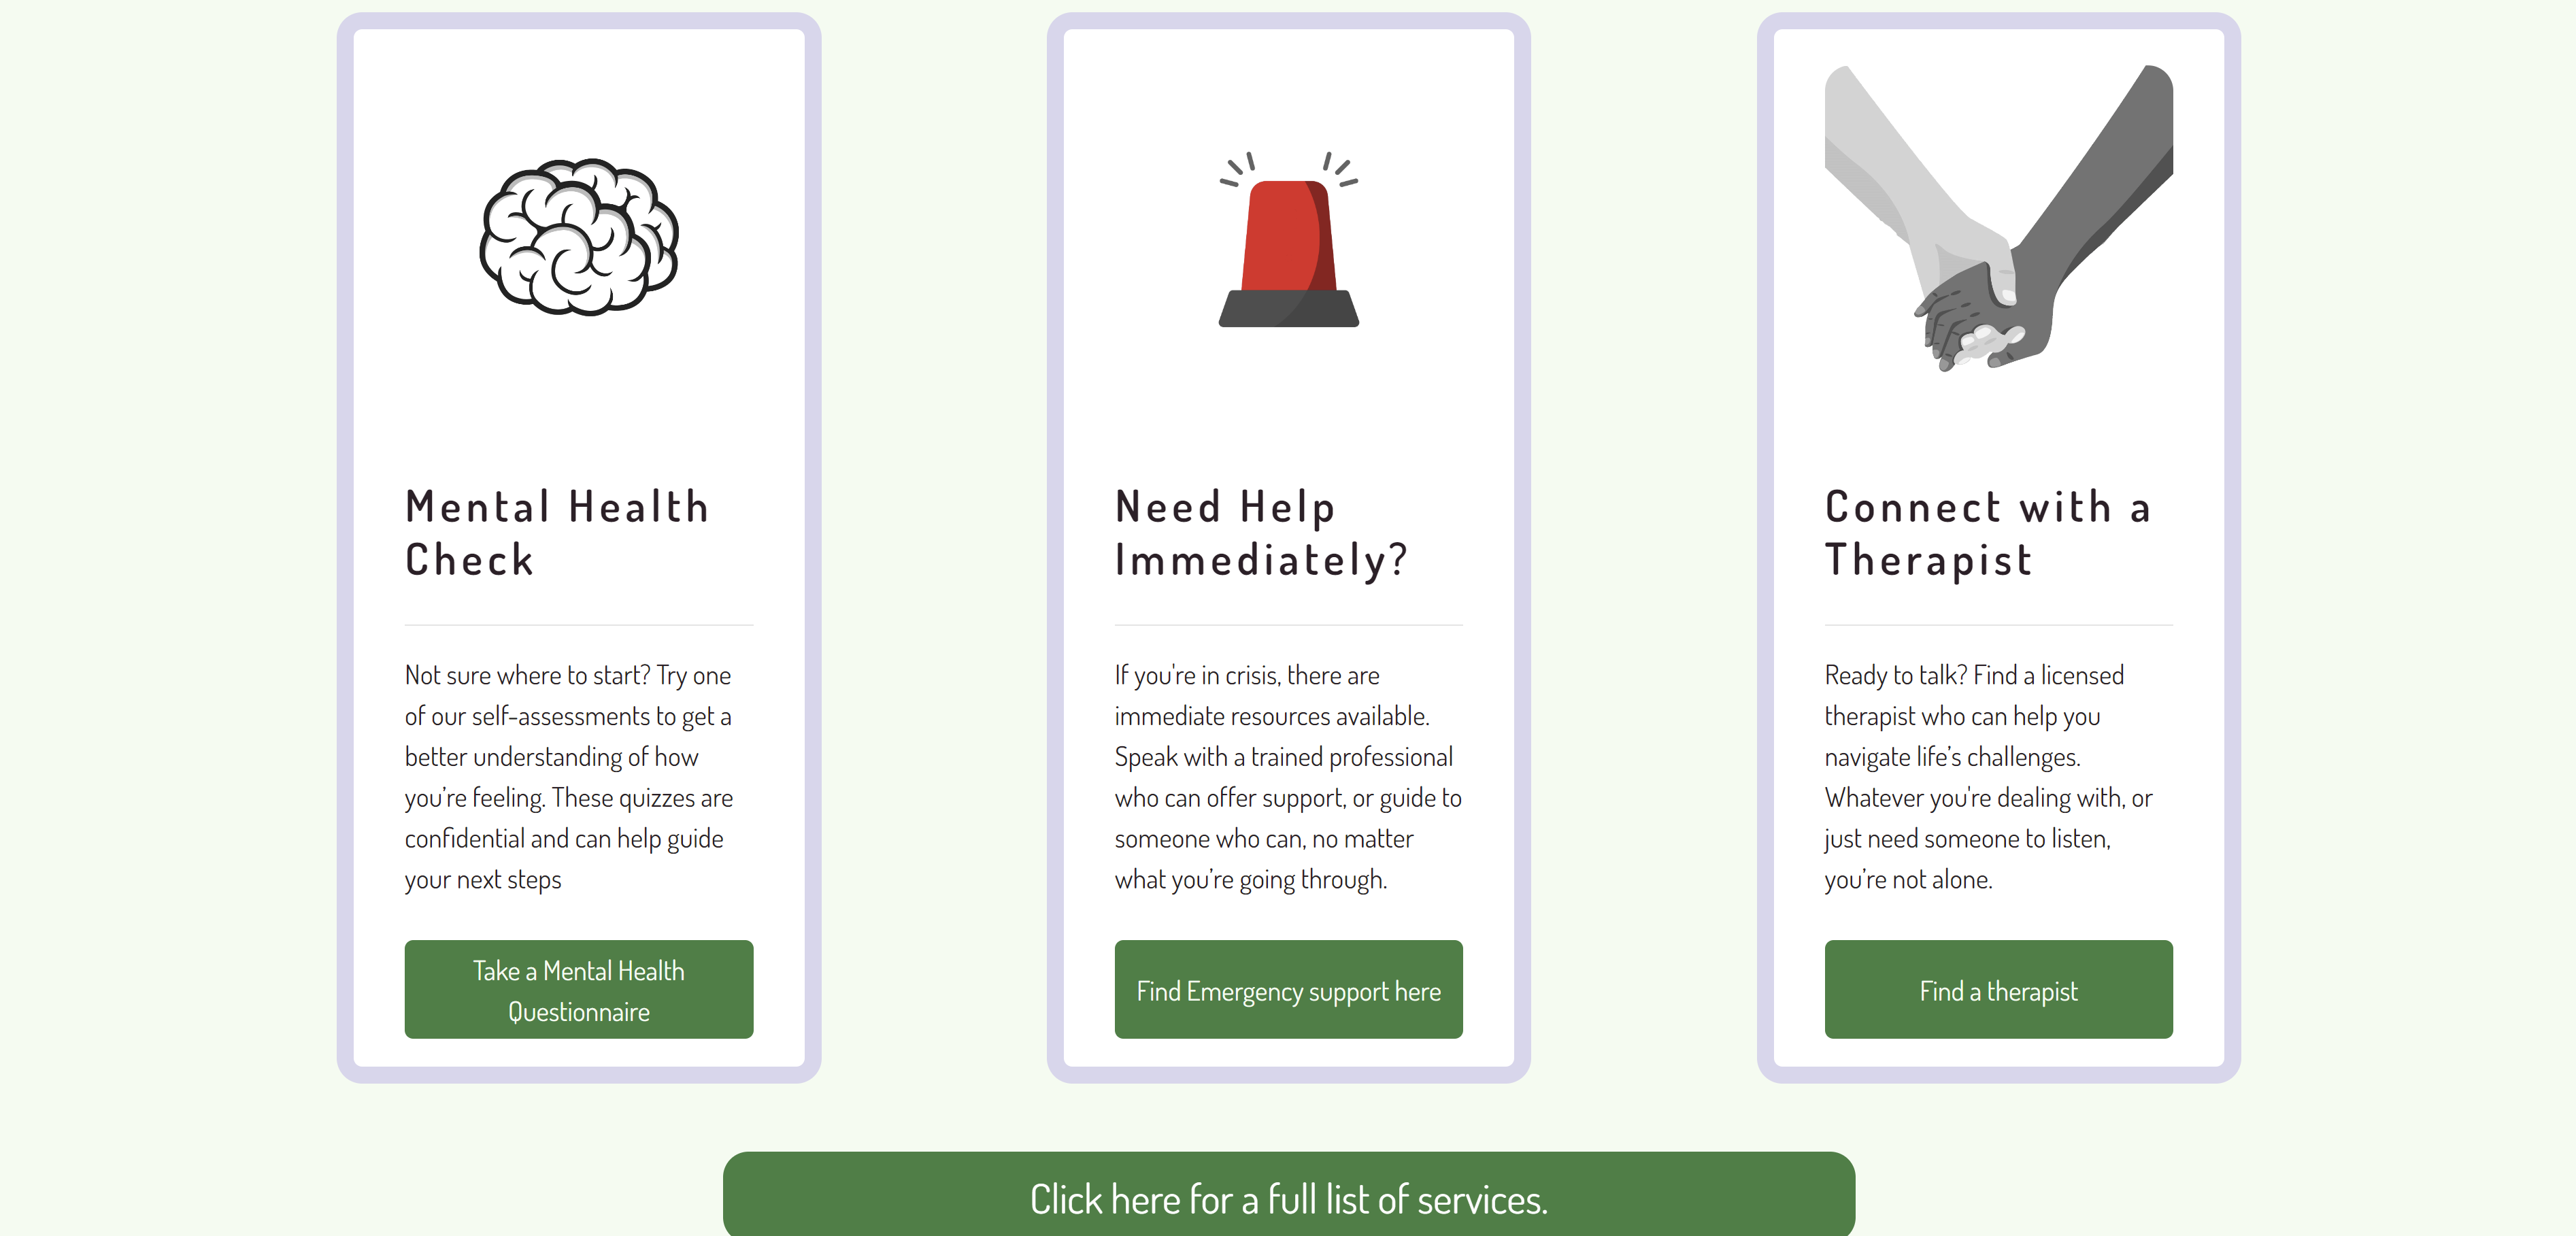 Mental Health
Check
Not sure where to start? Try one
of our self-assessments to get a
better understanding of how
you’re feeling. These quizzes are
confidential and can help guide
your next steps
Take a Mental Health
Questionnaire
Need Help
Immediately?
If you're in crisis, there are
immediate resources available.
Speak with a trained professional
who can offer support, or guide to
someone who can, no matter
what you’re going through.
Find Emergency support here
Connect with a
Therapist
Ready to talk? Find a licensed
therapist who can help you
navigate life’s challenges.
Whatever you're dealing with, or
just need someone to listen,
you’re not alone.
Find a therapist
Click here for a full list of services.